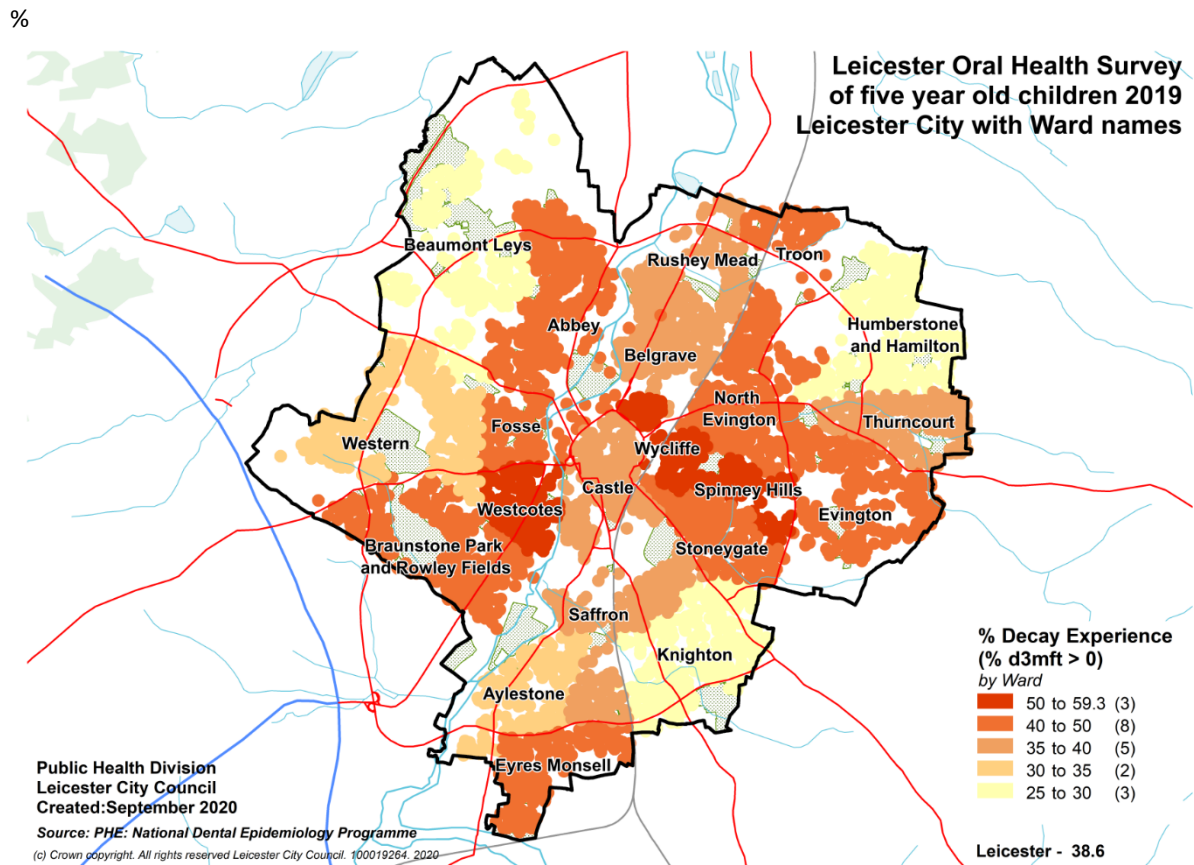 %
Leicester Oral Health Survey
of five year old children 2019
Leicester City with Ward names
Beaumont Leys
Rushey Mead
Troon
Abbey
Humberstone
and Hamilton
Belgrave
North
Evington
Thurncourt
Fosse
Western
Wycliffe
Castle
Spinney Hills
Westcotes
Evington
Braunstone Park
and Rowley Fields
Stoneygate
Saffron
Knighton
Aylestone
Eyres Monsell
% Decay Experience
(% d3mft > 0)
by Ward
50 to 59.3 (3)
40 to 50 (8)
35 to 40 (5)
30 to 35 (2)
25 to 30 (3)
Public Health Division
Leicester City Council
Created:September 2020
Source: PHE: National Dental Epidemiology Programme
(c) Crown copyright. All rights reserved Leicester City Council. 100019264. 2020
Leicester - 38.6